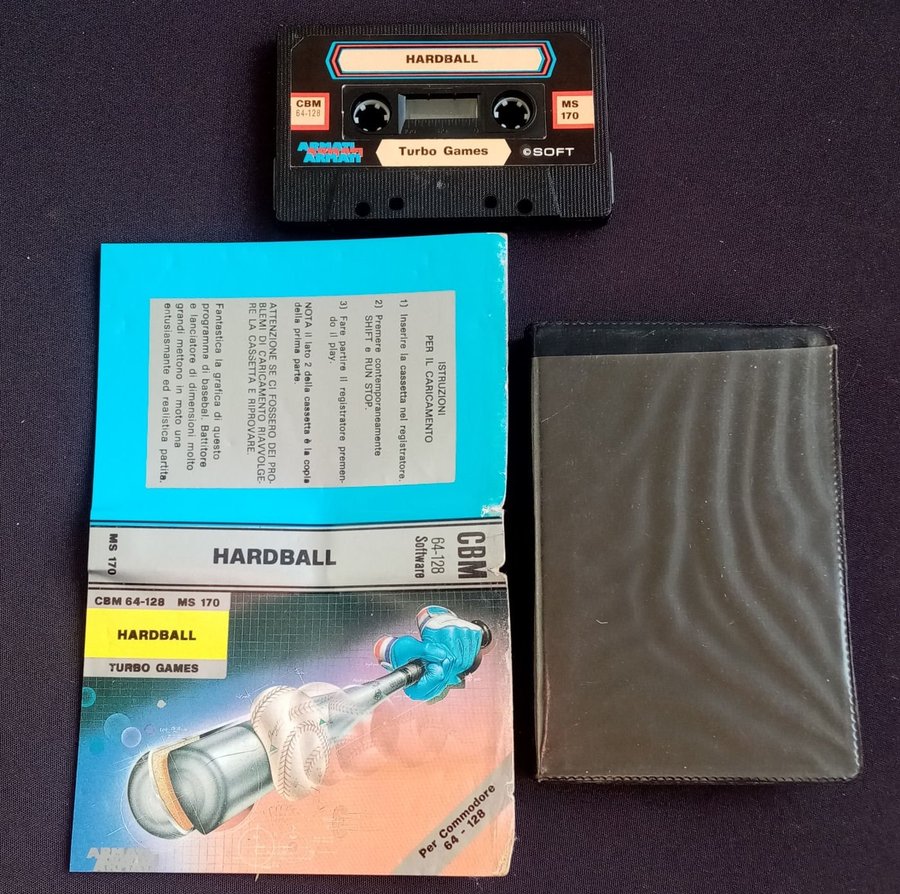 HARDBALL
CBM
64-128
MS
170
ARMATI
ARMATI
Turbo Games
©SOFT
ISTRUZIONI
PER IL CARICAMENTO
1) Inserire la cassetta nel registratore.
2) Premere contemporaneamente
SHIFT e RUN STOP.
3) Fare partire il registratore premen-
do il play.
NOTA il lato 2 della cassetta è la copia
della prima parte.
ATTENZIONE SE CI FOSSERO DEI PRO-
BLEMI DI CARICAMENTO RIAVVOLGE-
RE LA CASSETTA E RIPROVARE.
Fantastica la grafica di questo
programma di basebal. Battitore
e lanciatore di dimensioni molto
grandi mettono in moto una
entusiasmante ed realistica partita.
MS 170
HARDBALL
CBM
64-128
Software
CBM 64-128 MS 170
HARDBALL
TURBO GAMES
Per Commodore
64 - 128
ARMATI
ARMATI